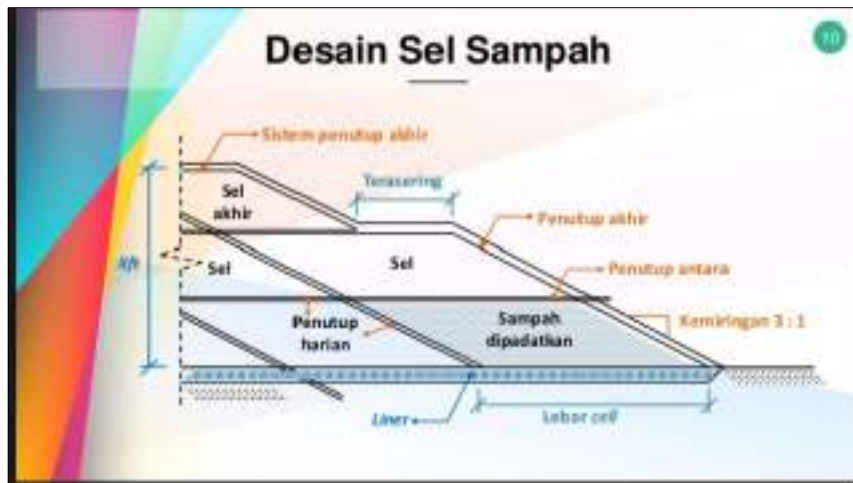 Desain Sel Sampah
10
Sistem penutup akhir
Terasering
Sel
akhir
Penutup akhir
lift
Sel
Sel
Penutup antara
Penutup
harian
Sampah
dipadatkan
Kemiringan 3 : 1
Liner
Lebar cell